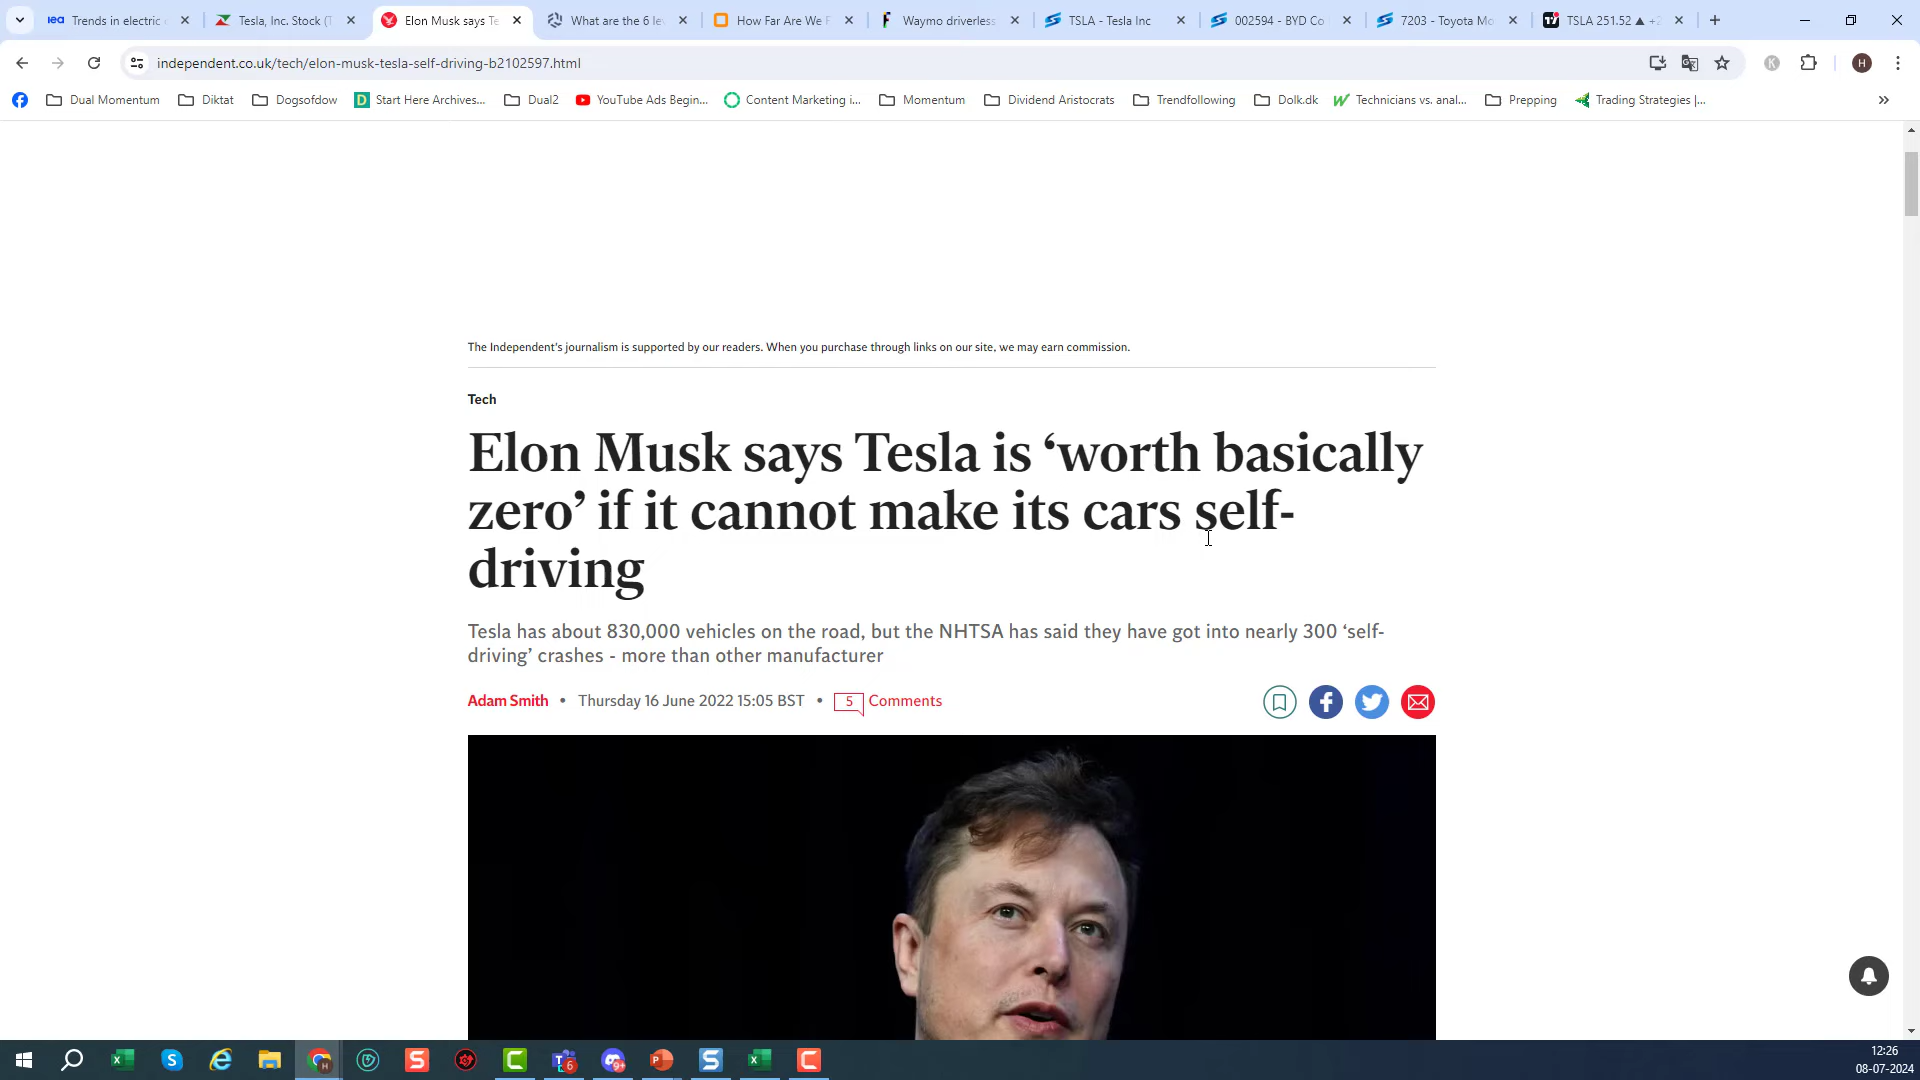 iea Trends in electric
Tesla, Inc. Stock (T
Elon Musk says Te
What are the 6 le
How Far Are We F
Waymo driverless
TSLA - Tesla Inc
002594 - BYD Co
7203 - Toyota Mo
TSLA 251.52 ▲ +2
independent.co.uk/tech/elon-musk-tesla-self-driving-b2102597.html
K
H
Dual Momentum
Diktat
Dogsofdow
D Start Here Archives...
Dual2
YouTube Ads Begin...
Content Marketing i...
Momentum
Dividend Aristocrats
Trendfollowing
Dolk.dk
Technicians vs. anal...
Prepping
Trading Strategies |...
»
The Independent's journalism is supported by our readers. When you purchase through links on our site, we may earn commission.
Tech
Elon Musk says Tesla is ‘worth basically
zero’ if it cannot make its cars self-
driving
Tesla has about 830,000 vehicles on the road, but the NHTSA has said they have got into nearly 300 ‘self-
driving’ crashes - more than other manufacturer
Adam Smith • Thursday 16 June 2022 15:05 BST • 5 Comments
12:26
08-07-2024